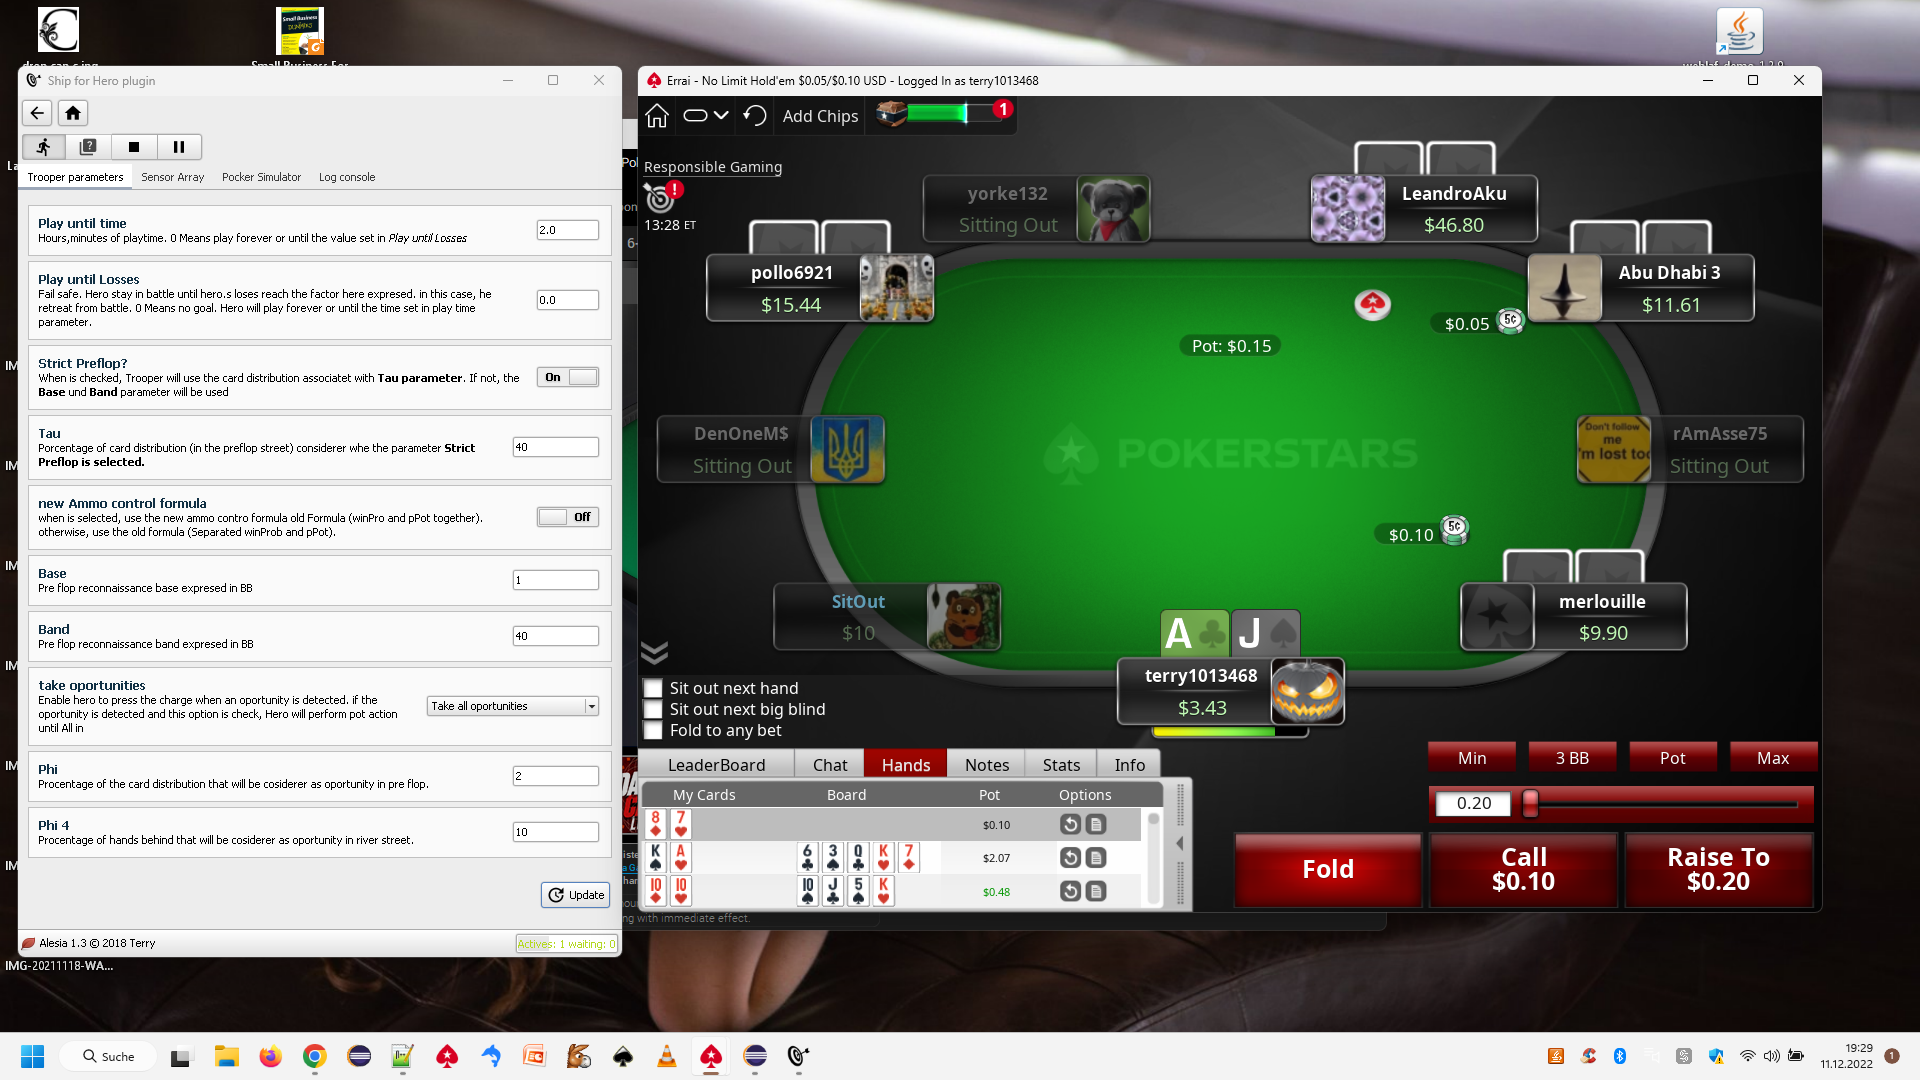 Ship for Hero plugin
Trooper parameters Sensor Array Pocker Simulator Log console
Play until time
Hours,minutes of playtime. 0 Means play forever or until the value set in Play until Losses
2.0
Play until Losses
Fail safe. Hero stay in battle until hero.s loses reach the factor here expresed. in this case, he
retreat from battle. 0 Means no goal. Hero will play forever or until the time set in play time
parameter.
0.0
Strict Preflop?
When is checked, Trooper will use the card distribution associatet with Tau parameter. If not, the
Base und Band parameter will be used
On
Tau
Porcentage of card distribution (in the preflop street) considerer whe the parameter Strict
Preflop is selected.
40
new Ammo control formula
when is selected, use the new ammo contro formula old Formula (winPro and pPot together).
otherwise, use the old formula (Separated winProb and pPot).
Off
Base
Pre flop reconnaissance base expresed in BB
1
Band
Pre flop reconnaissance band expresed in BB
40
take oportunities
Enable hero to press the charge when an oportunity is detected. if the
oportunity is detected and this option is check, Hero will perform pot action
until All in
Take all oportunities
Phi
Percentage of the card distribution that will be cosiderer as oportunity in pre flop.
2
Phi 4
Procentage of hands behind that will be cosiderer as oportunity in river street.
10
Update
Alesia 1.3 © 2018 Terry
Actives: 1 waiting: 0
IMG-20211118-WA...
Errai - No Limit Hold'em $0.05/$0.10 USD - Logged In as terry1013468
Add Chips
1
Responsible Gaming
13:28 ET
yorke132
Sitting Out
LeandroAku
$46.80
pollo6921
$15.44
Abu Dhabi 3
$11.61
$0.05
5¢
Pot: $0.15
DenOneM$
Sitting Out
POKERSTARS
Don't follow
me
I'm lost too
rAmAsse75
Sitting Out
$0.10
5¢
SitOut
$10
merlouille
$9.90
A J
terry1013468
$3.43
Sit out next hand
Sit out next big blind
Fold to any bet
LeaderBoard Chat Hands Notes Stats Info
My Cards Board Pot Options
8 7 $0.10
K A 6 3 Q K 7 $2.07
10 10 10 J 5 K $0.48
ng with immediate effect.
Min 3 BB Pot Max
0.20
Fold
Call
$0.10
Raise To
$0.20
Suche
19:29
11.12.2022
1